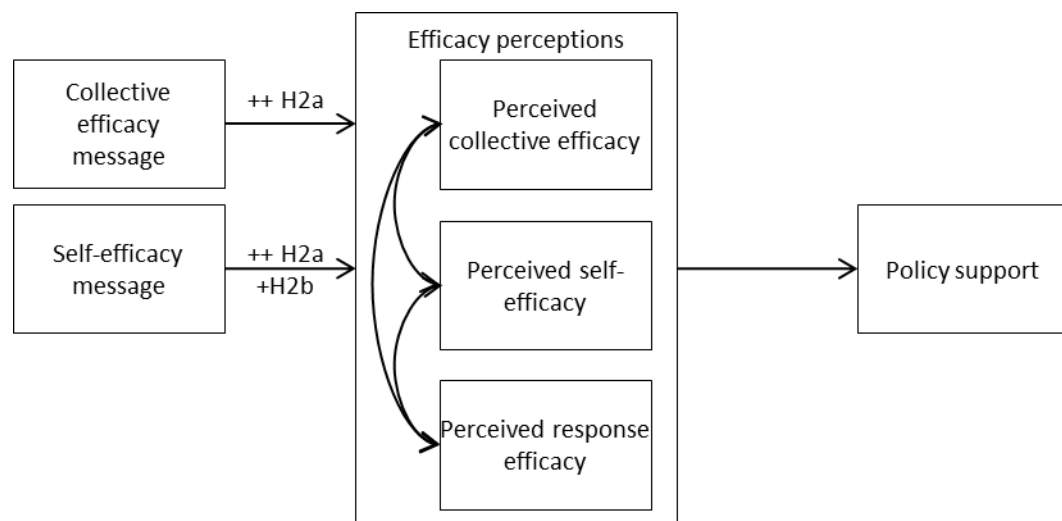 Efficacy perceptions
Collective
efficacy
message
++ H2a
Perceived
collective efficacy
Self-efficacy
message
++ H2a
+H2b
Perceived self-
efficacy
Policy support
Perceived response
efficacy